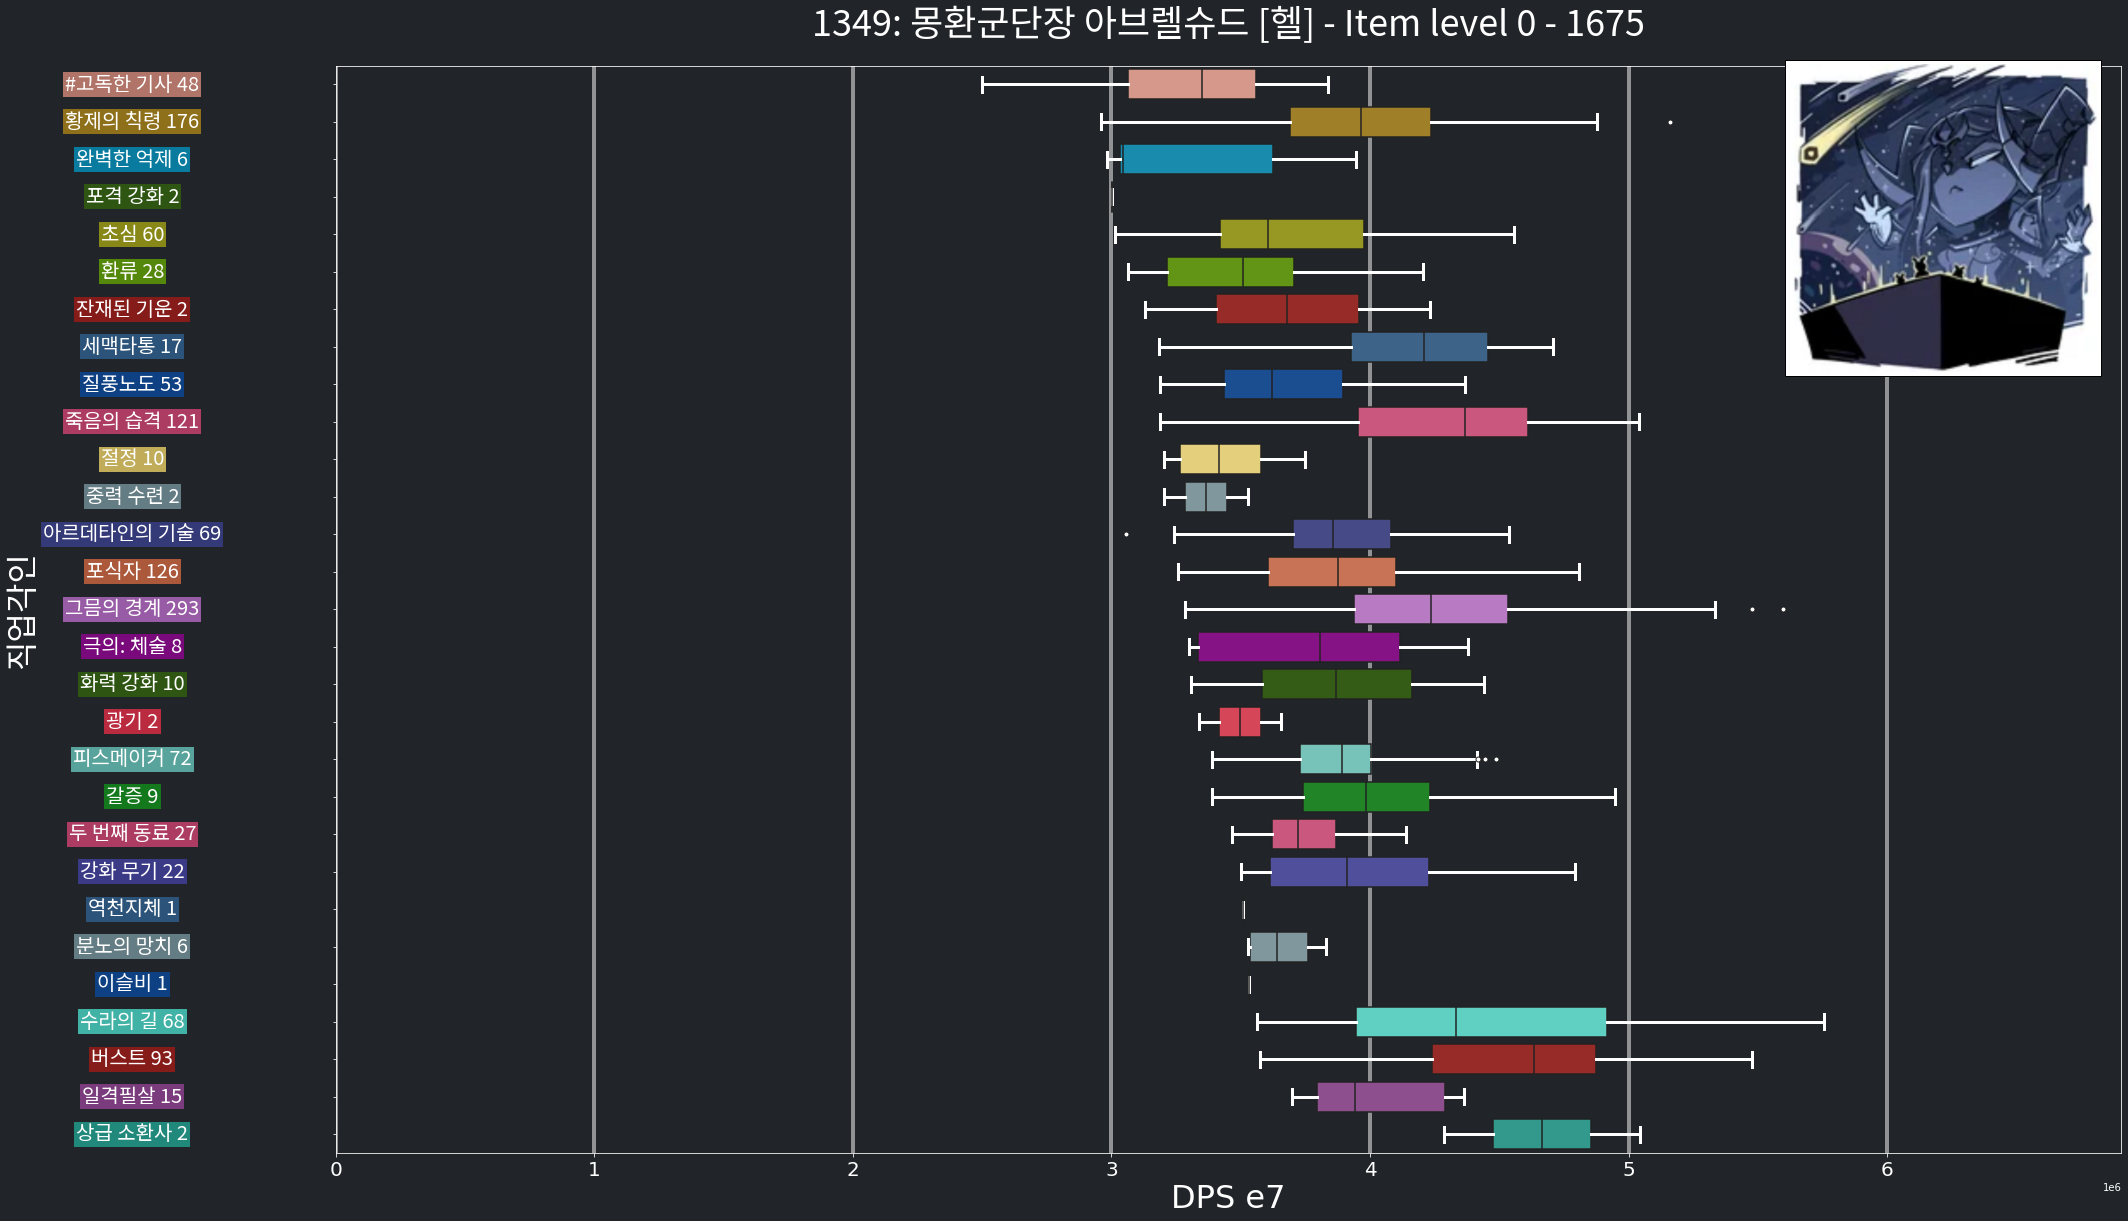 1349: 몽환군단장 아브렐슈드 [헬] - Item level 0 - 1675
#고독한 기사 48
황제의 칙령 176
완벽한 억제 6
포격 강화 2
초심 60
환류 28
잔재된 기운 2
세맥타통 17
질풍노도 53
죽음의 습격 121
절정 10
중력 수련 2
아르데타인의 기술 69
포식자 126
그믐의 경계 293
극의: 체술 8
화력 강화 10
광기 2
피스메이커 72
갈증 9
두 번째 동료 27
강화 무기 22
역천지체 1
분노의 망치 6
이슬비 1
수라의 길 68
버스트 93
일격필살 15
상급 소환사 2
직업각인
0 1 2 3 4 5 6
DPS e7
1e6